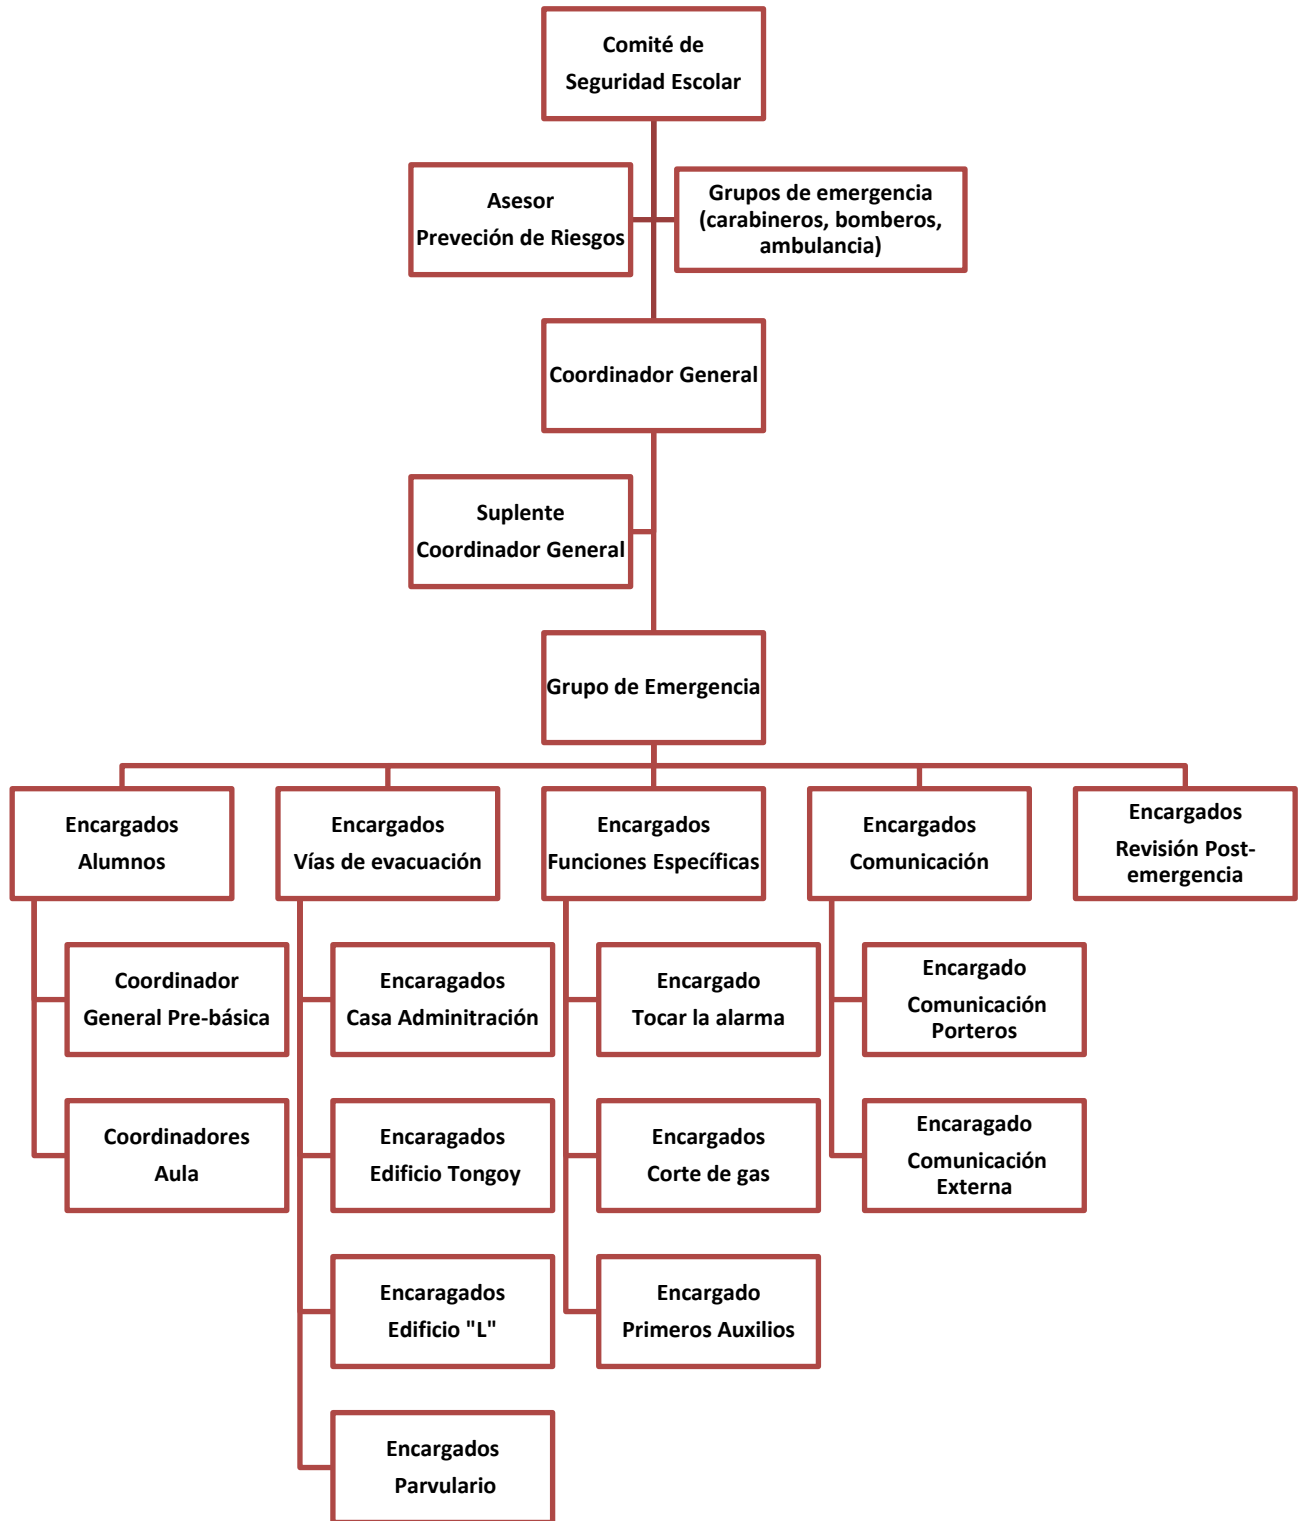 Comité de
Seguridad Escolar
Asesor
Preveción de Riesgos
Grupos de emergencia
(carabineros, bomberos,
ambulancia)
Coordinador General
Suplente
Coordinador General
Grupo de Emergencia
Encargados
Alumnos
Encargados
Vías de evacuación
Encargados
Funciones Específicas
Encargados
Comunicación
Encargados
Revisión Post-
emergencia
Coordinador
General Pre-básica
Coordinadores
Aula
Encaragados
Casa Adminitración
Encaragados
Edificio Tongoy
Encaragados
Edificio "L"
Encargados
Parvulario
Encargado
Tocar la alarma
Encargados
Corte de gas
Encargado
Primeros Auxilios
Encargado
Comunicación
Porteros
Encaragado
Comunicación
Externa